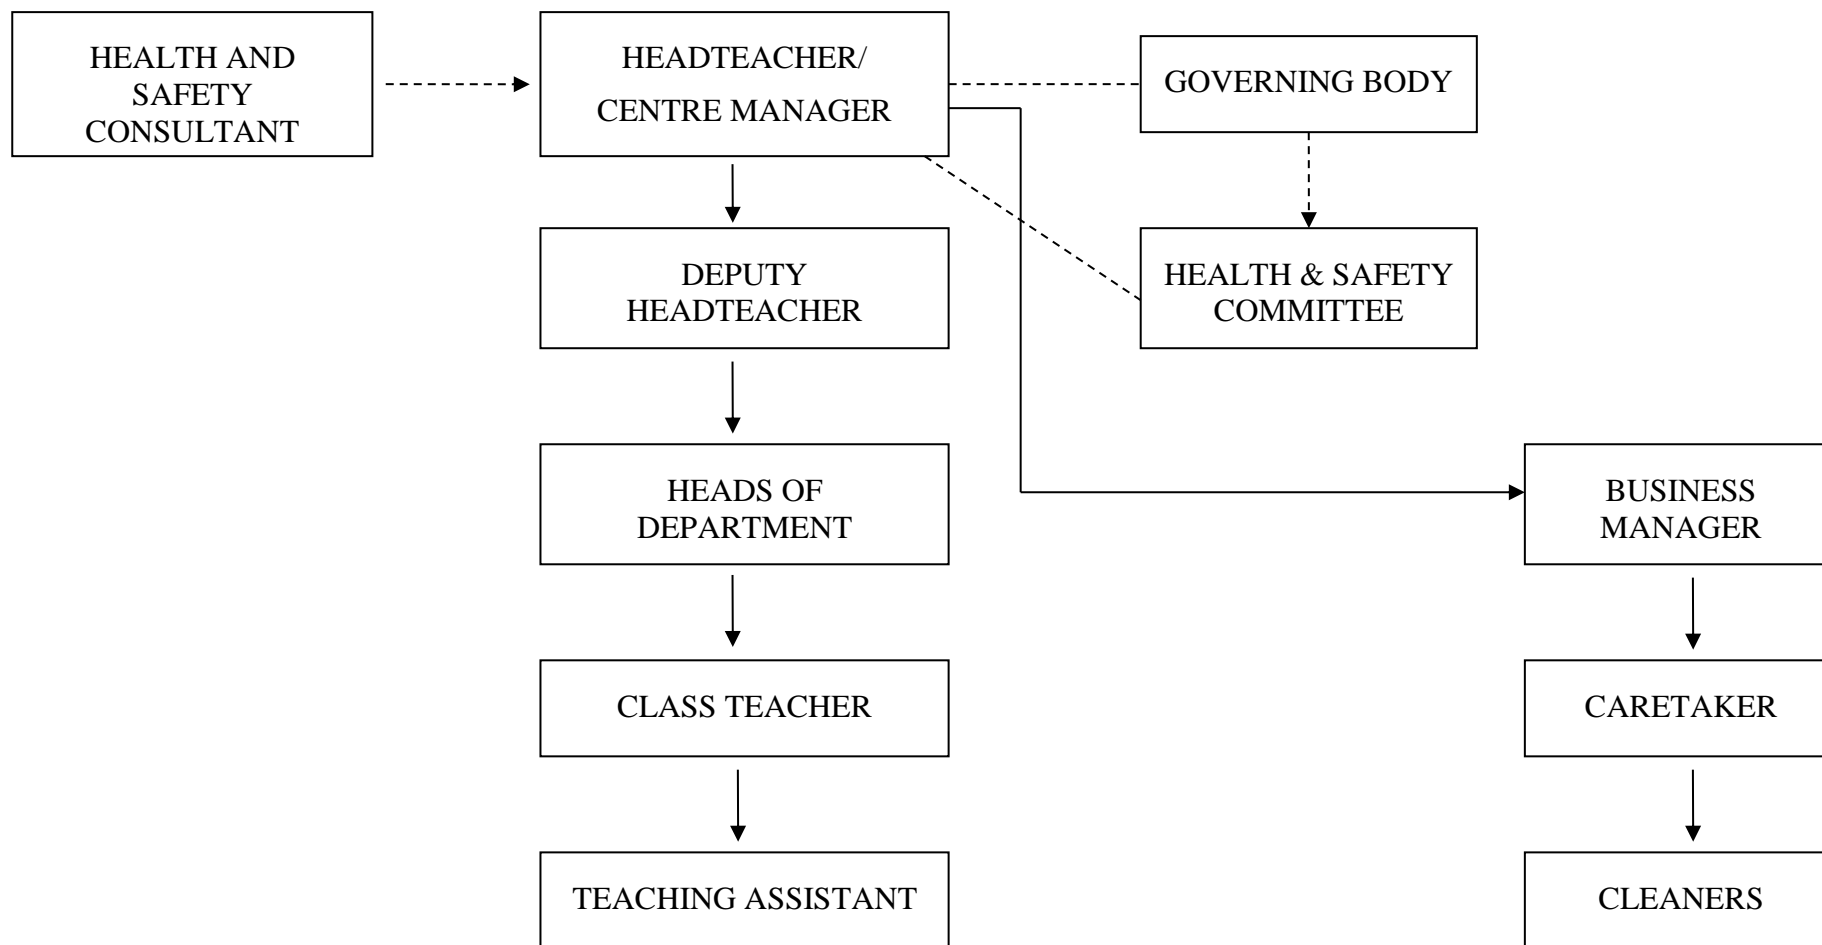 HEALTH AND
SAFETY
CONSULTANT
HEADTEACHER/
CENTRE MANAGER
GOVERNING BODY
DEPUTY
HEADTEACHER
HEALTH & SAFETY
COMMITTEE
HEADS OF
DEPARTMENT
BUSINESS
MANAGER
CLASS TEACHER
CARETAKER
TEACHING ASSISTANT
CLEANERS